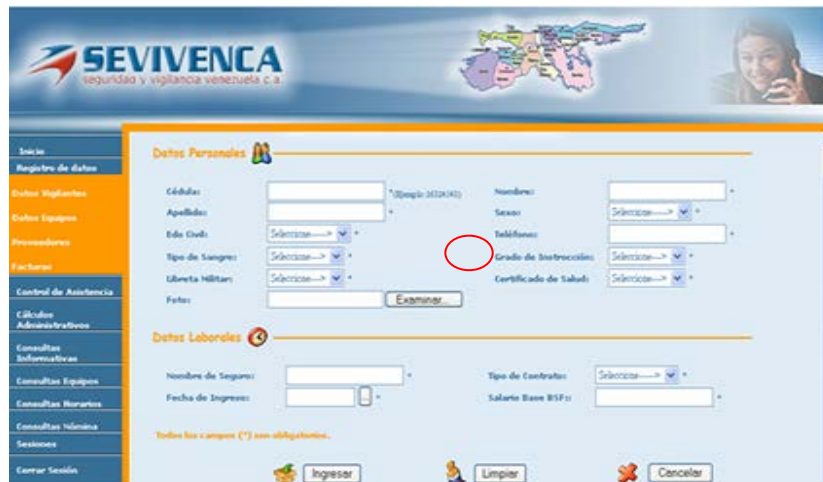 SEVIVENCA
seguridad y vigilancia venezuela c.a.
Inicio
Registro de datos
Datos Vigilantes
Datos Equipos
Proveedores
Facturas
Control de Asistencia
Cálculos
Administrativos
Consultas
Informativas
Consultas Equipos
Consultas Horarios
Consultas Nómina
Sesiones
Cerrar Sesión
Datos Personales
Cédula: *(Ejemplo Nombre: *
Apellido: * Sexo: Seleccione----> *
Edo Civil: Seleccione----> * Teléfono: *
Tipo de Sangre: Seleccione---> * Grado de Instrucción: Seleccione---> *
Libreta Militar: Seleccione---> * Certificado de Salud: Seleccione---> *
Foto: Examinar...
Datos Laborales
Nombre de Seguro: * Tipo de Contrato: Seleccione----> *
Fecha de Ingreso: ... * Salario Base BSF: *
Todos los campos (*) son obligatorios.
Ingresar Limpiar Cancelar